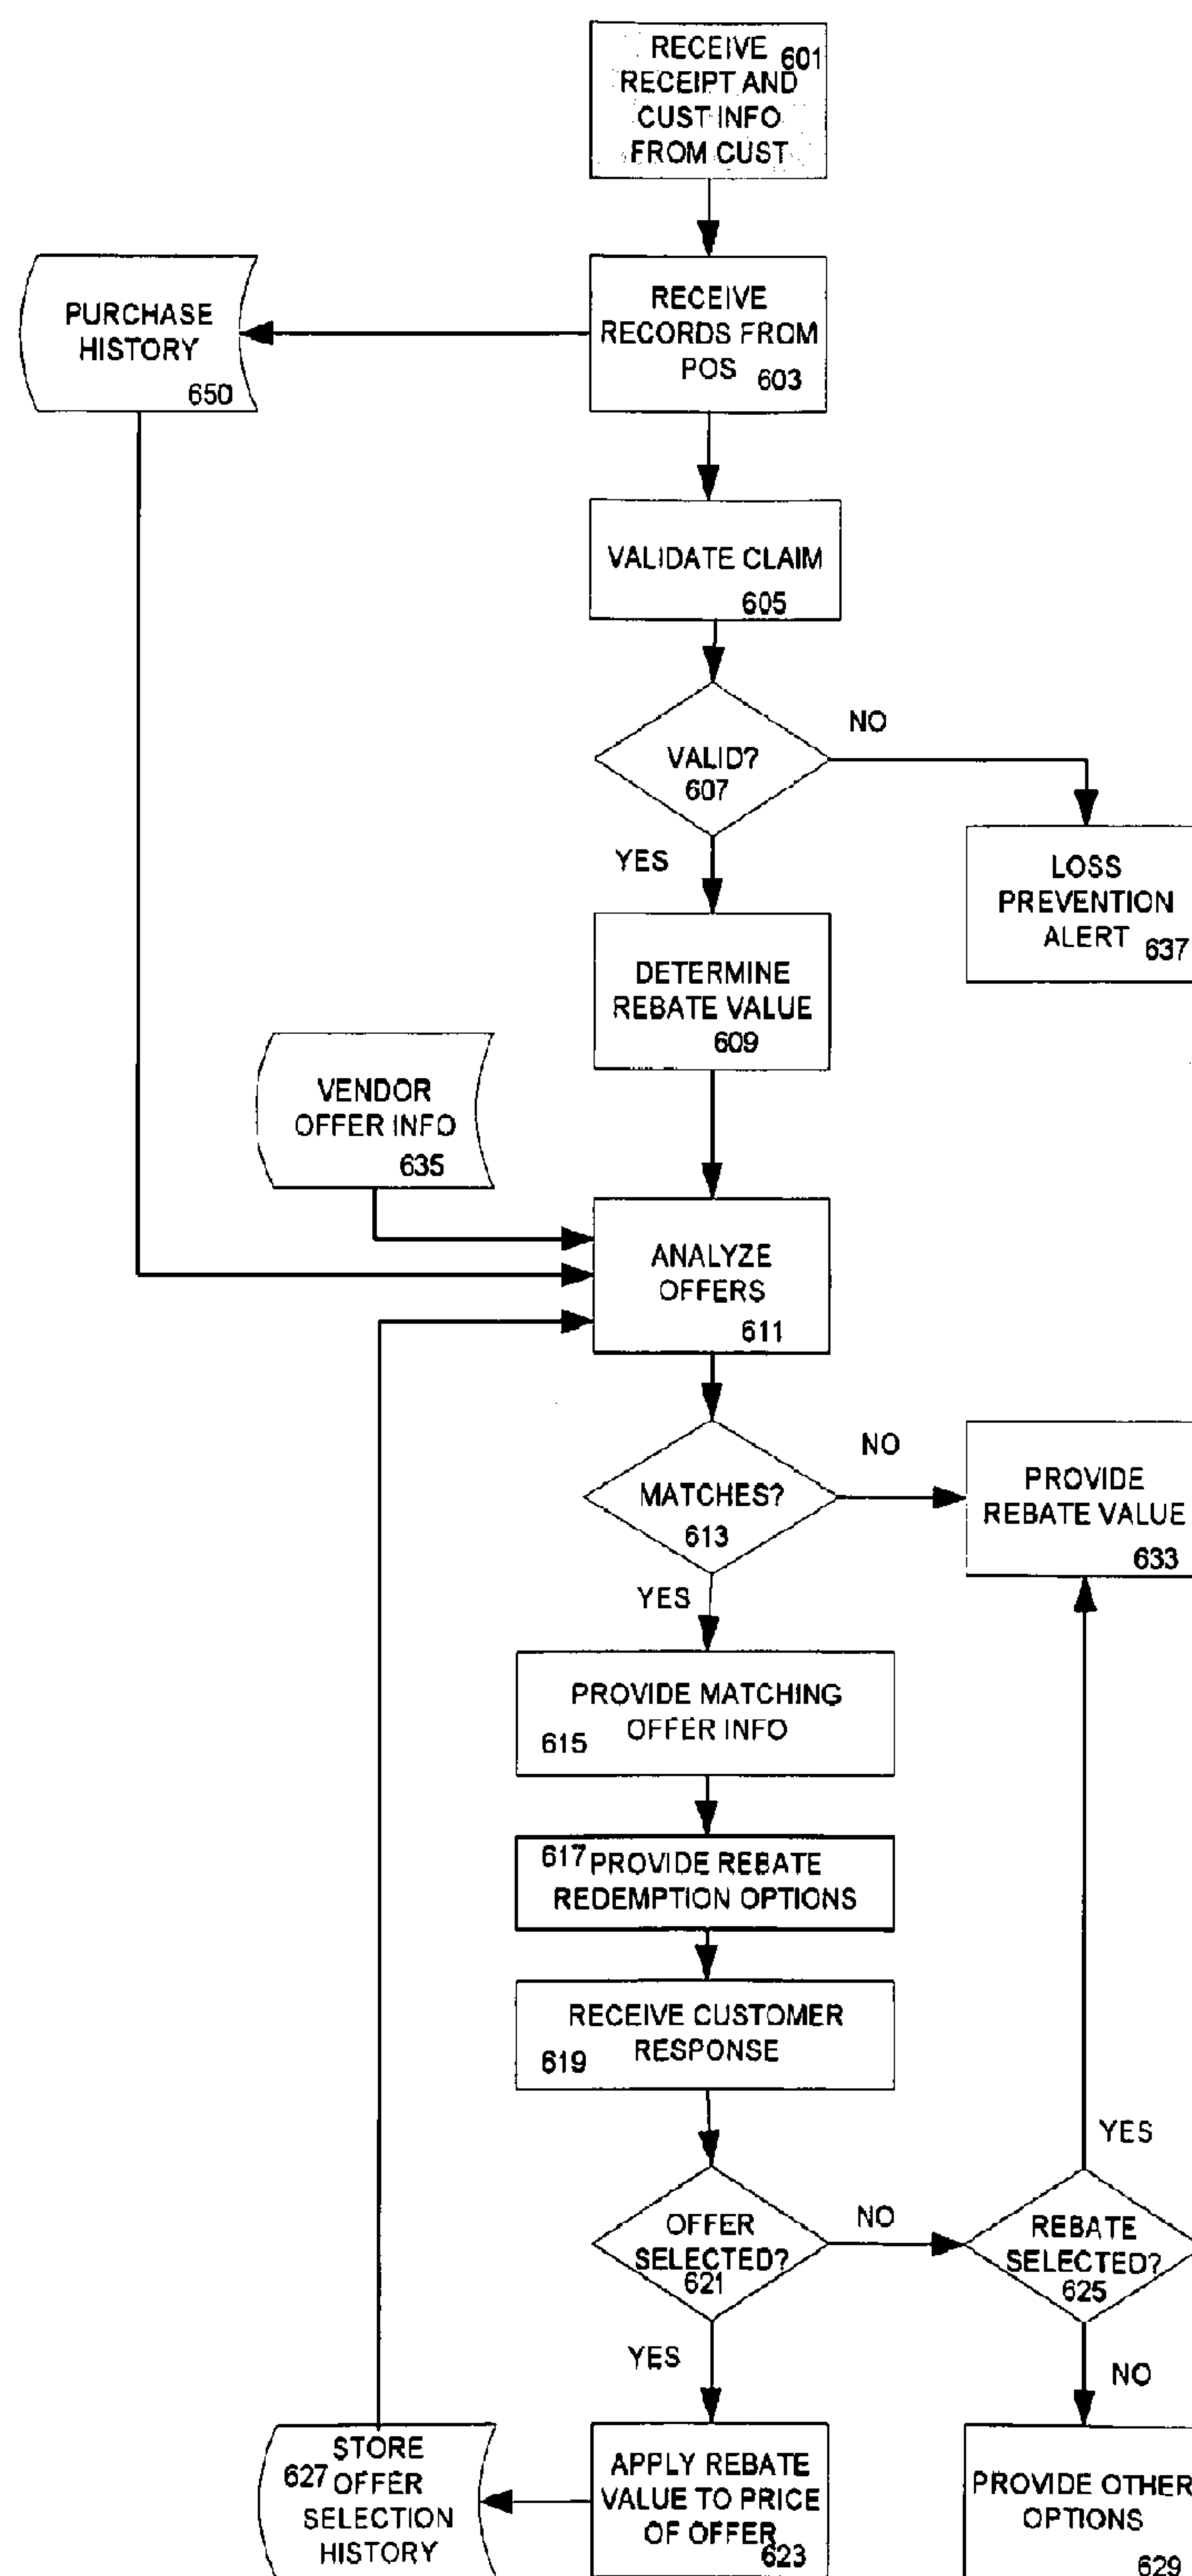 RECEIVE 601
RECEIPT AND
CUST INFO
FROM CUST
PURCHASE
HISTORY
650
RECEIVE
RECORDS FROM
POS 603
VALIDATE CLAIM
605
VALID?
607
NO
YES
LOSS
PREVENTION
ALERT 637
DETERMINE
REBATE VALUE
609
VENDOR
OFFER INFO
635
ANALYZE
OFFERS
611
MATCHES?
613
NO
YES
PROVIDE
REBATE VALUE
633
PROVIDE MATCHING
615 OFFER INFO
617 PROVIDE REBATE
REDEMPTION OPTIONS
RECEIVE CUSTOMER
619 RESPONSE
OFFER
SELECTED?
621
NO
YES
REBATE
SELECTED?
625
YES
NO
STORE
627 OFFER
SELECTION
HISTORY
APPLY REBATE
VALUE TO PRICE
OF OFFER
623
PROVIDE OTHER
OPTIONS
629